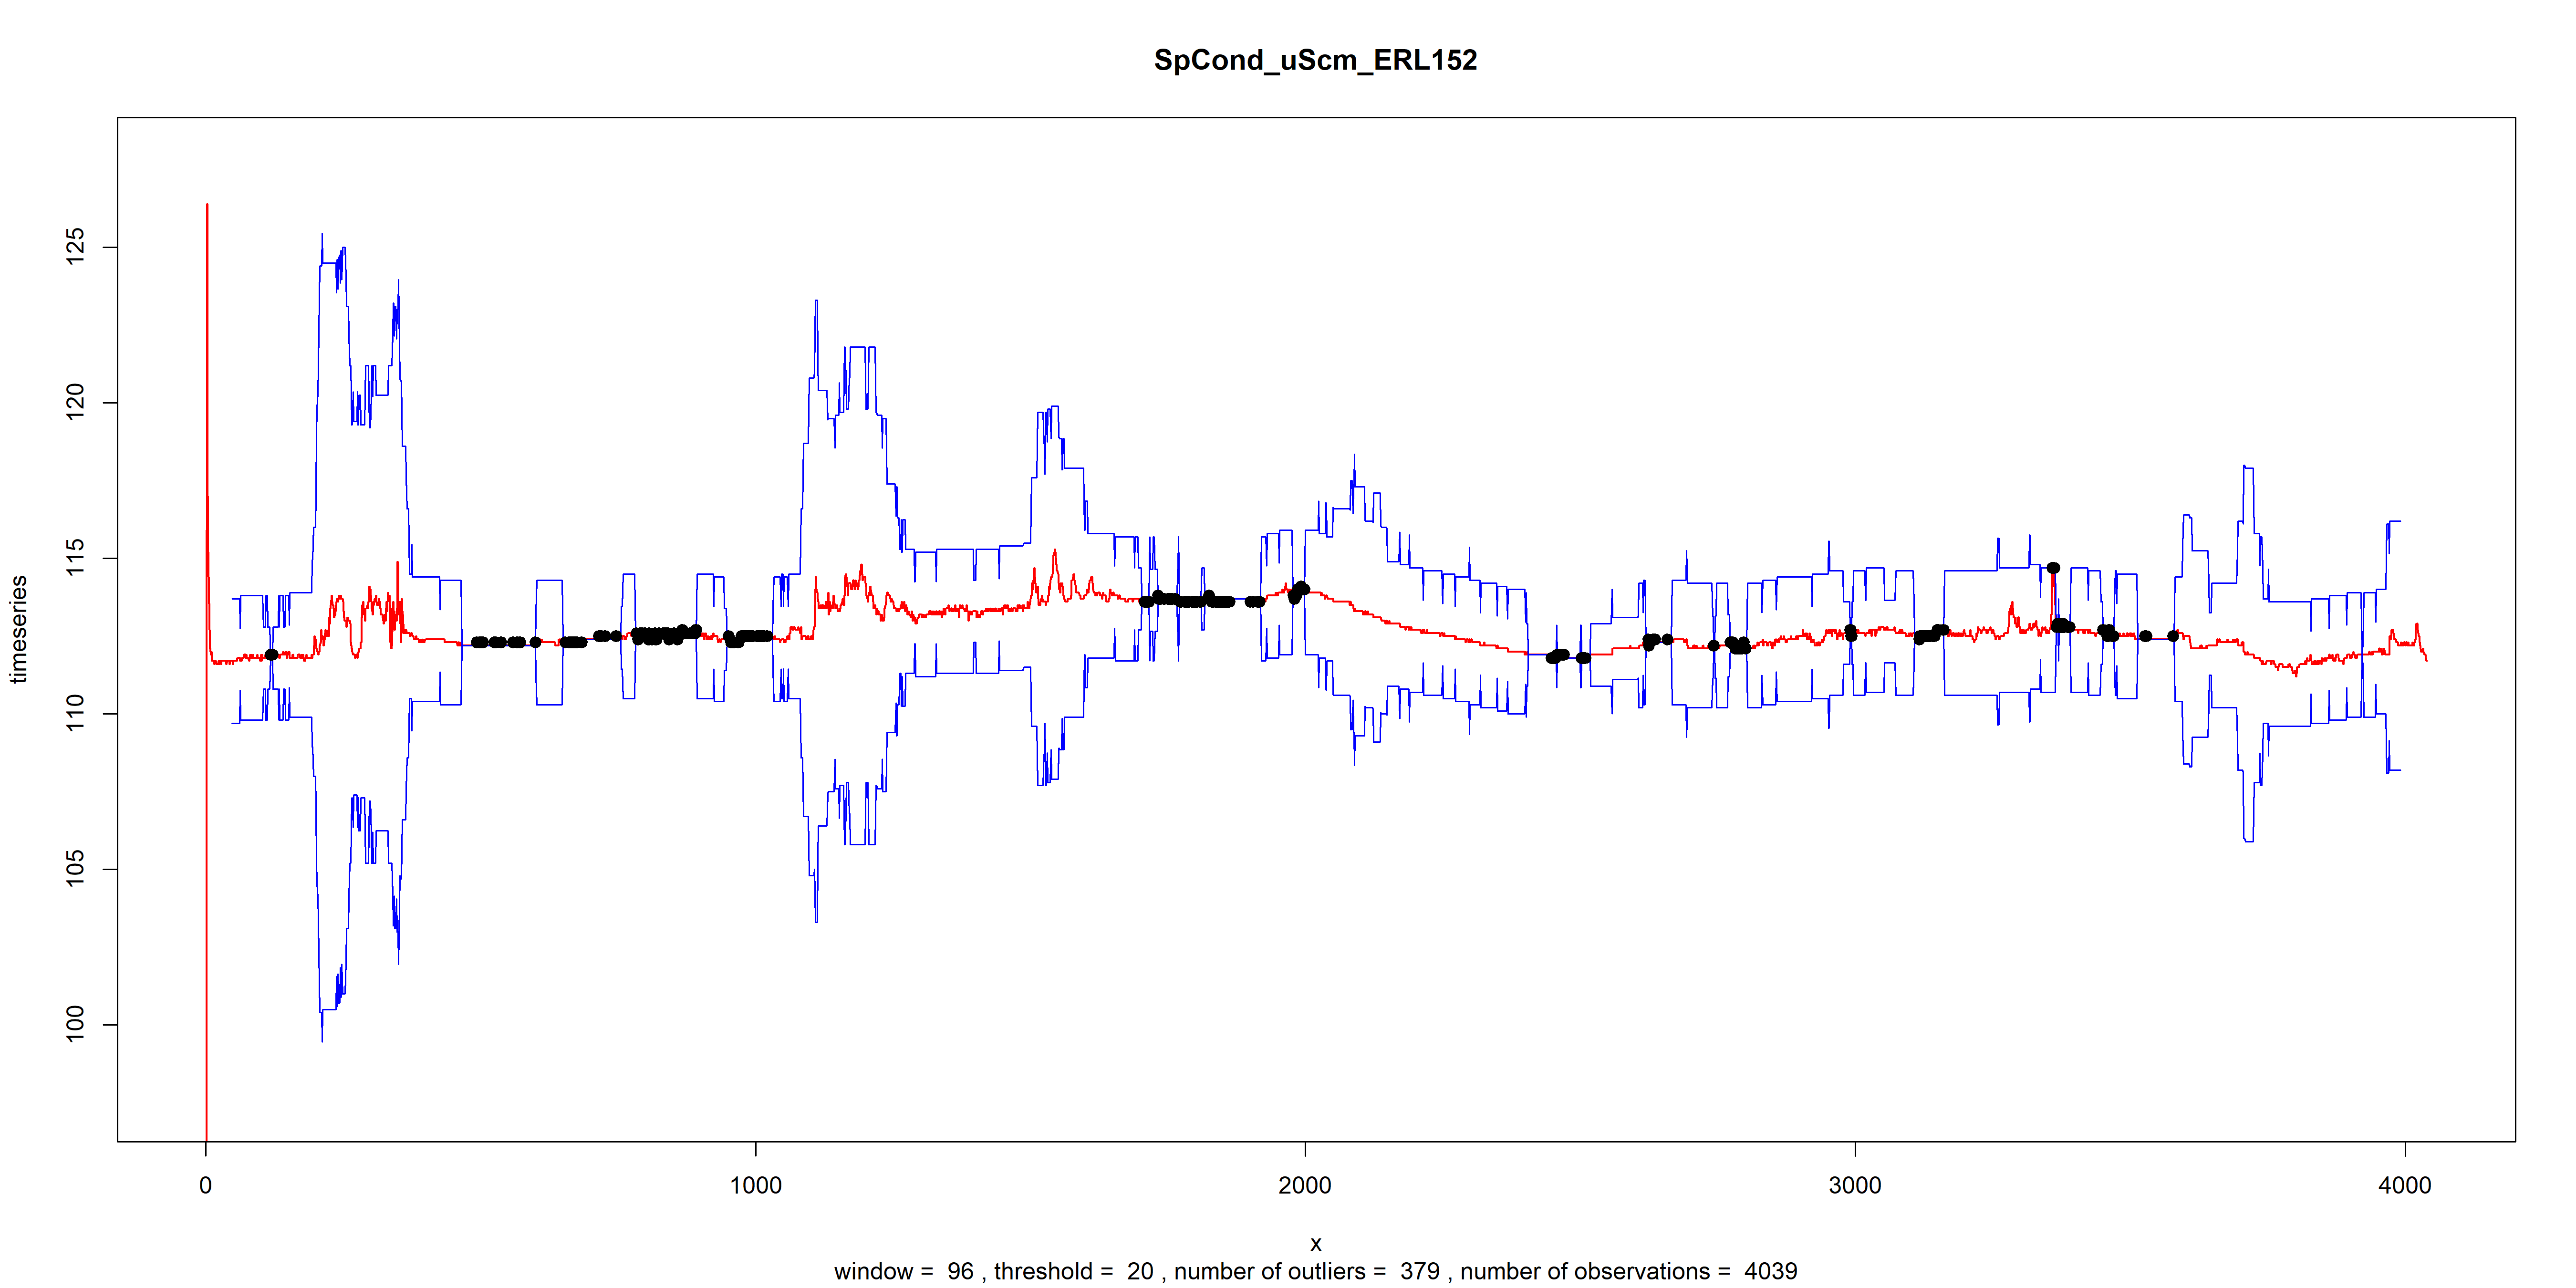 SpCond_uScm_ERL152
timeseries
125
120
115
110
105
100
0 1000 2000 3000 4000
x
window = 96 , threshold = 20 , number of outliers = 379 , number of observations = 4039